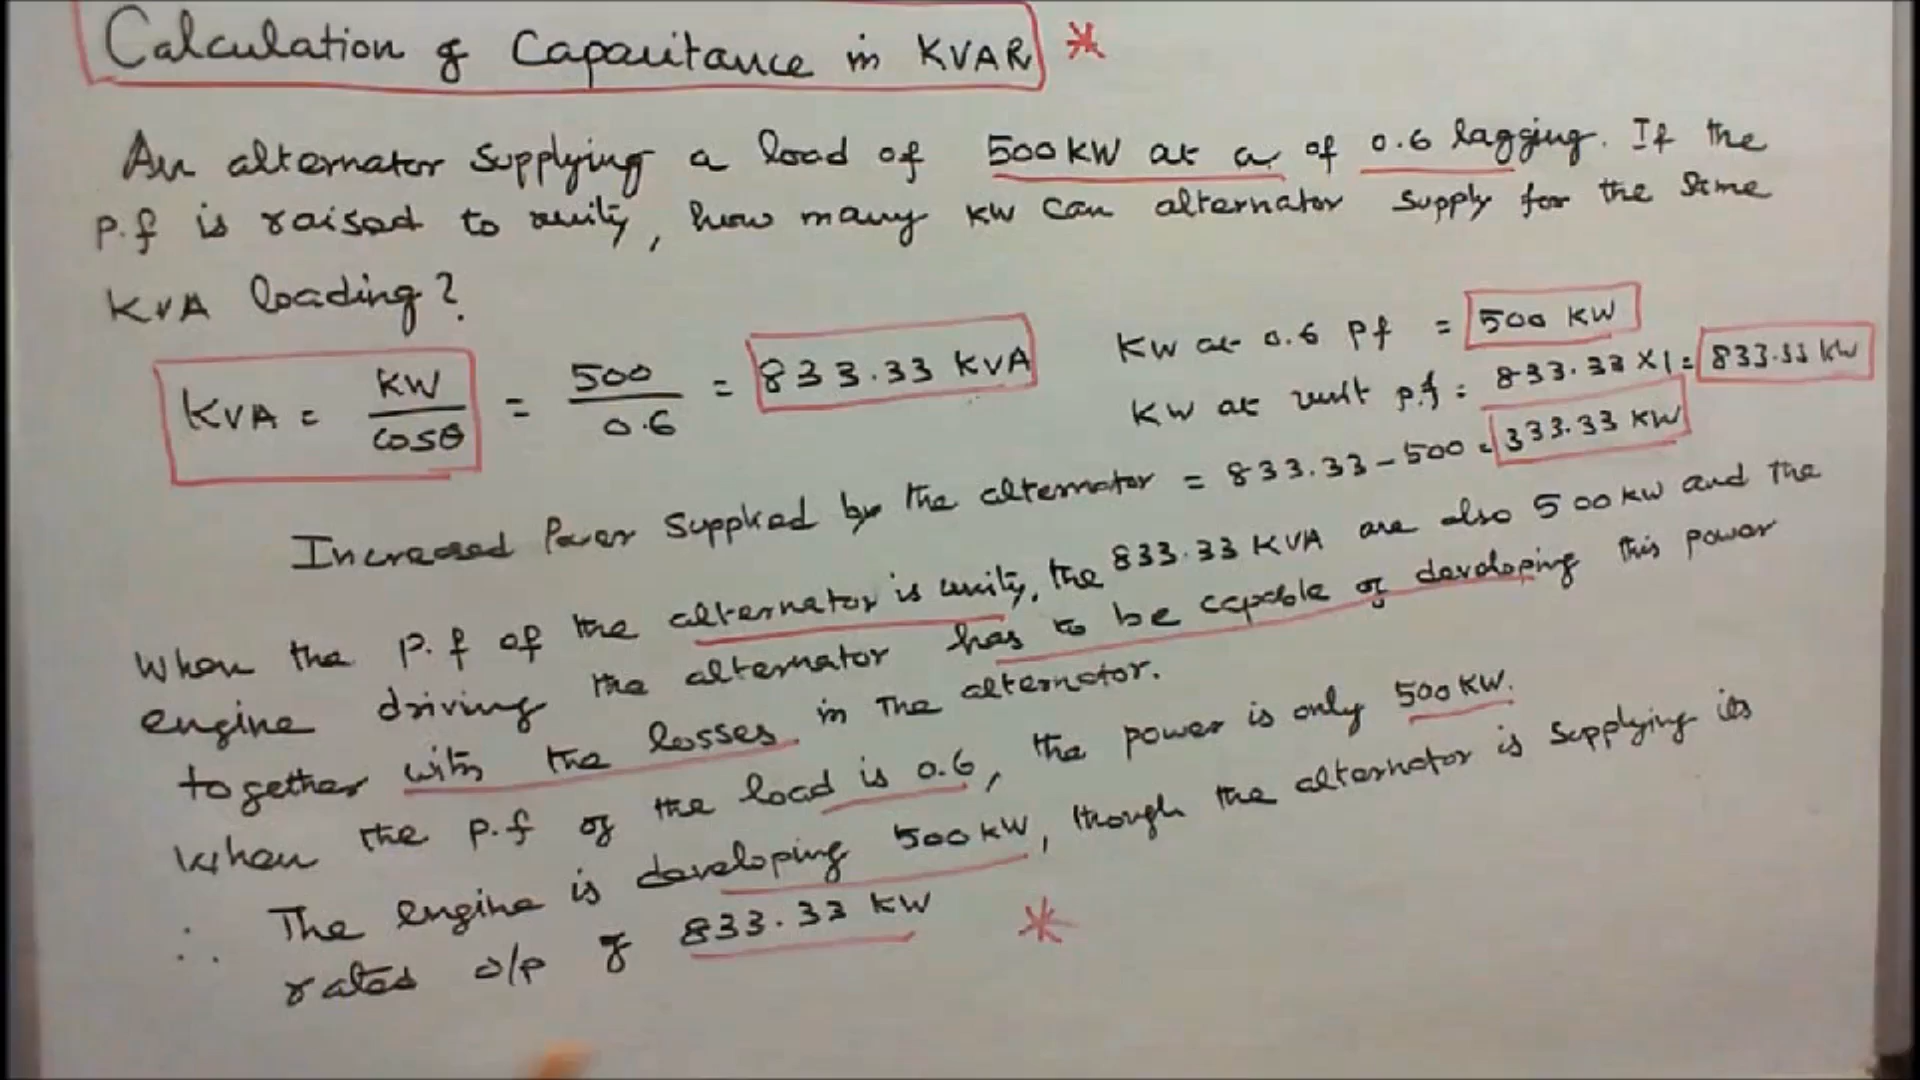 Calculation of Capacitance in KVAR *
An alternator supplying a load of 500KW at a of 0.6 lagging. If the
p.f is raised to unity, how many KW can alternator supply for the same
KVA loading?
KVA = KW/cosθ = 500/0.6 = 833.33 KVA
KW at 0.6 pf = 500 KW
KW at unit p.f = 833.33 X 1 = 833.33 KW
Increased Power Supplied by the alternator = 833.33 - 500 = 333.33 KW
When the P.f of the alternator is unity, the 833.33 KVA are also 500 KW and the
engine driving the alternator has to be capable of developing this power
together with the losses in the alternator.
When the p.f of the load is 0.6, the power is only 500 KW.
∴ The engine is developing 500 KW, though the alternator is supplying its
rated o/p of 833.33 KW *